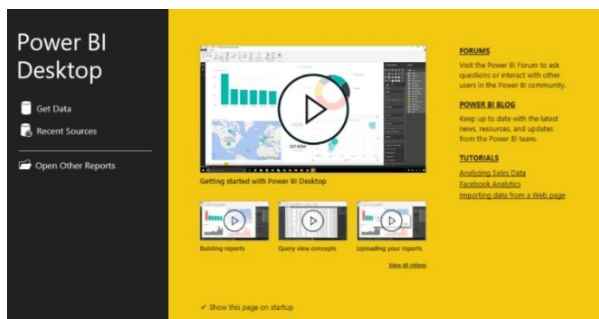 Power BI
Desktop
Get Data
Recent Sources
Open Other Reports
Getting started with Power BI Desktop
Building reports
Query view concepts
Uploading your reports
View all videos
✔ Show this page on startup
FORUMS
Visit the Power BI Forum to ask
questions or interact with other
users in the Power BI community.
POWER BI BLOG
Keep up to date with the latest
news, resources, and updates
from the Power BI team.
TUTORIALS
Analyzing Sales Data
Facebook Analytics
Importing data from a Web page